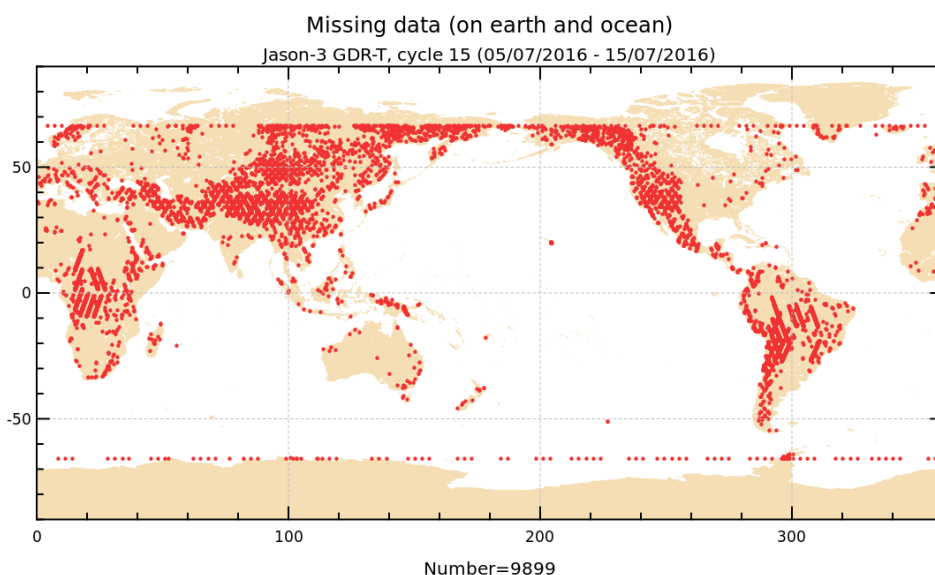 Missing data (on earth and ocean)
Jason-3 GDR-T, cycle 15 (05/07/2016 - 15/07/2016)
50
0
-50
0 100 200 300
Number=9899